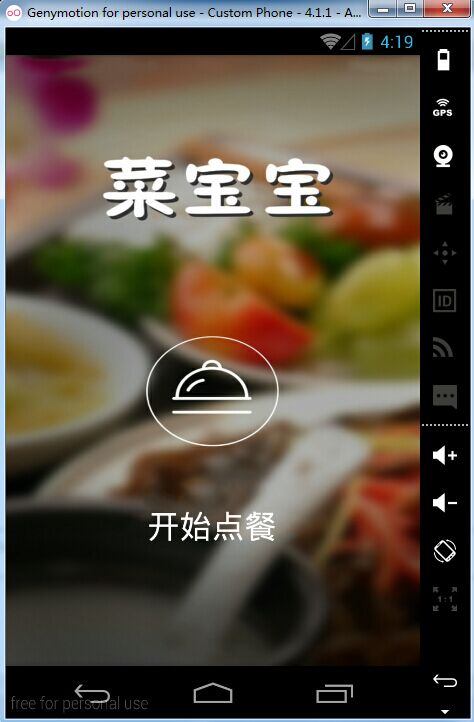 Genymotion for personal use - Custom Phone - 4.1.1 - A...
4:19
GPS
菜宝宝
ID
开始点餐
1:1
free for personal use